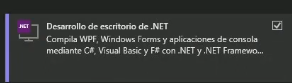 .NET
Desarrollo de escritorio de .NET
Compila WPF, Windows Forms y aplicaciones de consola
mediante C#, Visual Basic y F# con .NET y .NET Framewo...